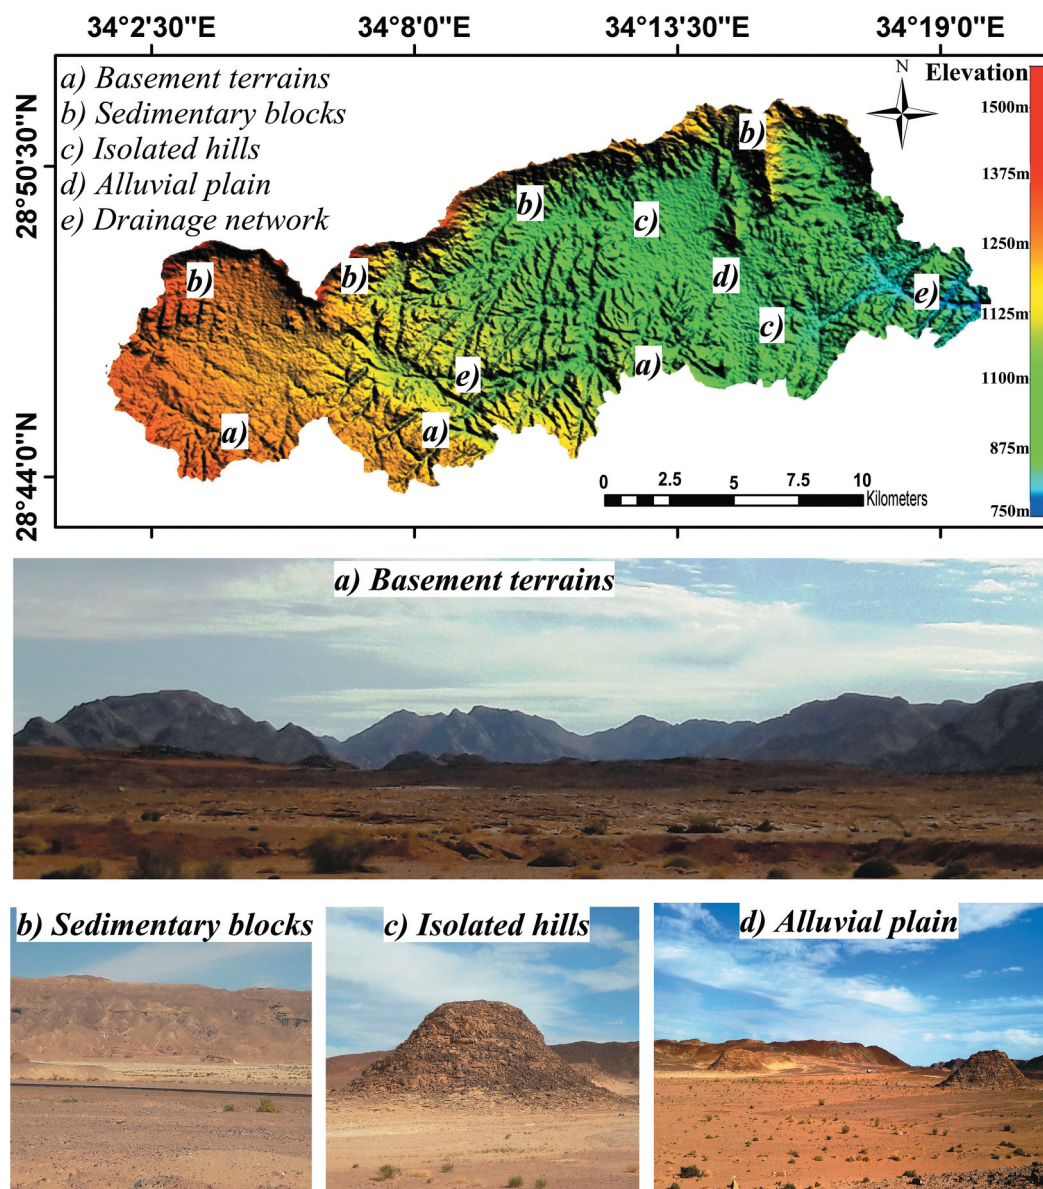 34°2'30"E 34°8'0"E 34°13'30"E 34°19'0"E
28°50'30"N
28°44'0"N
a) Basement terrains
b) Sedimentary blocks
c) Isolated hills
d) Alluvial plain
e) Drainage network
N
Elevation
1500m
1375m
1250m
1125m
1100m
875m
750m
b)
b)
c)
b)
b)
d)
e)
c)
a)
e)
a)
a)
0 2.5 5 7.5 10
Kilometers
a) Basement terrains
b) Sedimentary blocks
c) Isolated hills
d) Alluvial plain